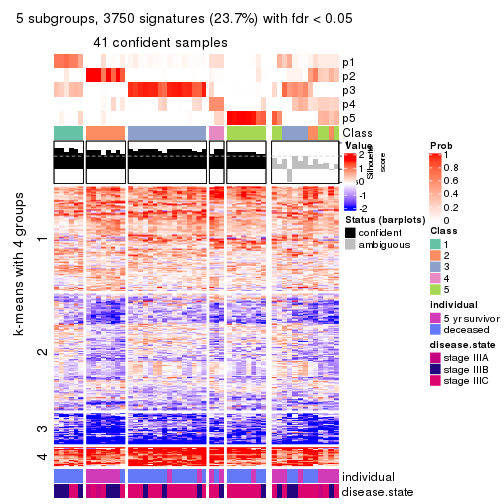 5 subgroups, 3750 signatures (23.7%) with fdr < 0.05
41 confident samples
p1
p2
p3
p4
p5
Class
Silhouette
score
k-means with 4 groups
1
2
3
4
individual
disease.state
Value
2
1
0
-1
-2
Status (barplots)
confident
ambiguous
Prob
1
0.8
0.6
0.4
0.2
0
Class
1
2
3
4
5
individual
5 yr survivor
deceased
disease.state
stage IIIA
stage IIIB
stage IIIC